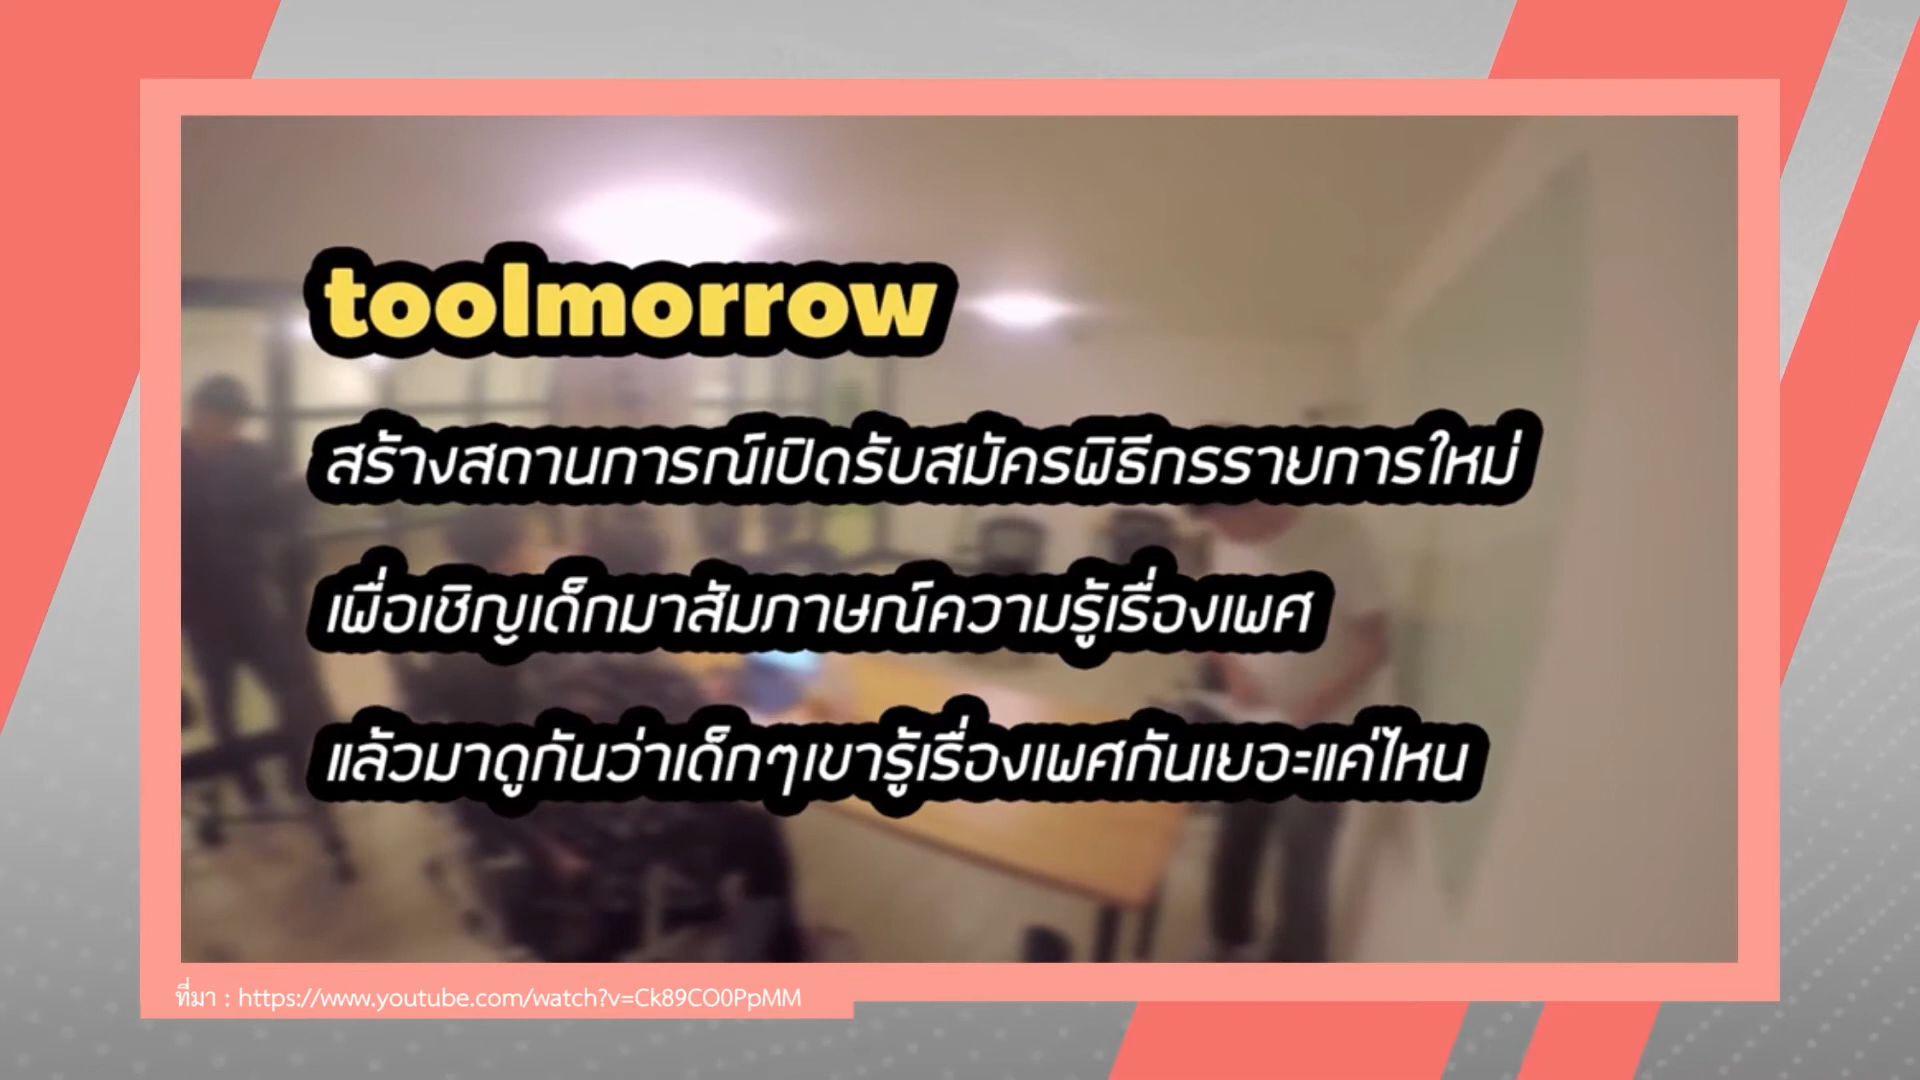 toolmorrow
สร้างสถานการณ์เปิดรับสมัครพิธีกรรายการใหม่
เพื่อเชิญเด็กมาสัมภาษณ์ความรู้เรื่องเพศ
แล้วมาดูกันว่าเด็กๆเขารู้เรื่องเพศกันเยอะแค่ไหน
ที่มา : https://www.youtube.com/watch?v=Ck89CO0PpMM